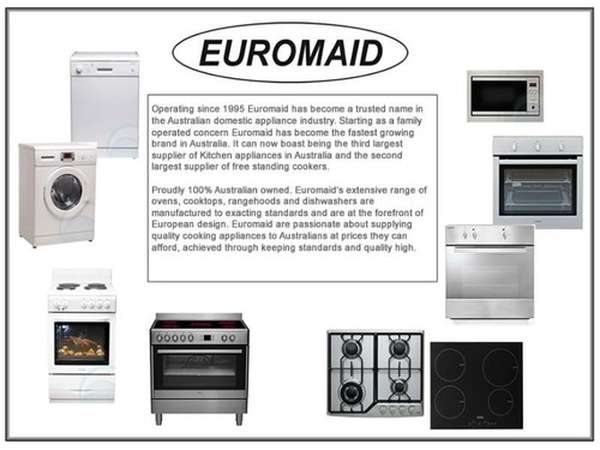 EUROMAID
Operating since 1995 Euromaid has become a trusted name in
the Australian domestic appliance industry. Starting as a family
operated concern Euromaid has become the fastest growing
brand in Australia. It can now boast being the third largest
supplier of Kitchen appliances in Australia and the second
largest supplier of free standing cookers.
Proudly 100% Australian owned. Euromaid's extensive range of
ovens, cooktops, rangehoods and dishwashers are
manufactured to exacting standards and are at the forefront of
European design. Euromaid are passionate about supplying
quality cooking appliances to Australians at prices they can
afford, achieved through keeping standards and quality high.